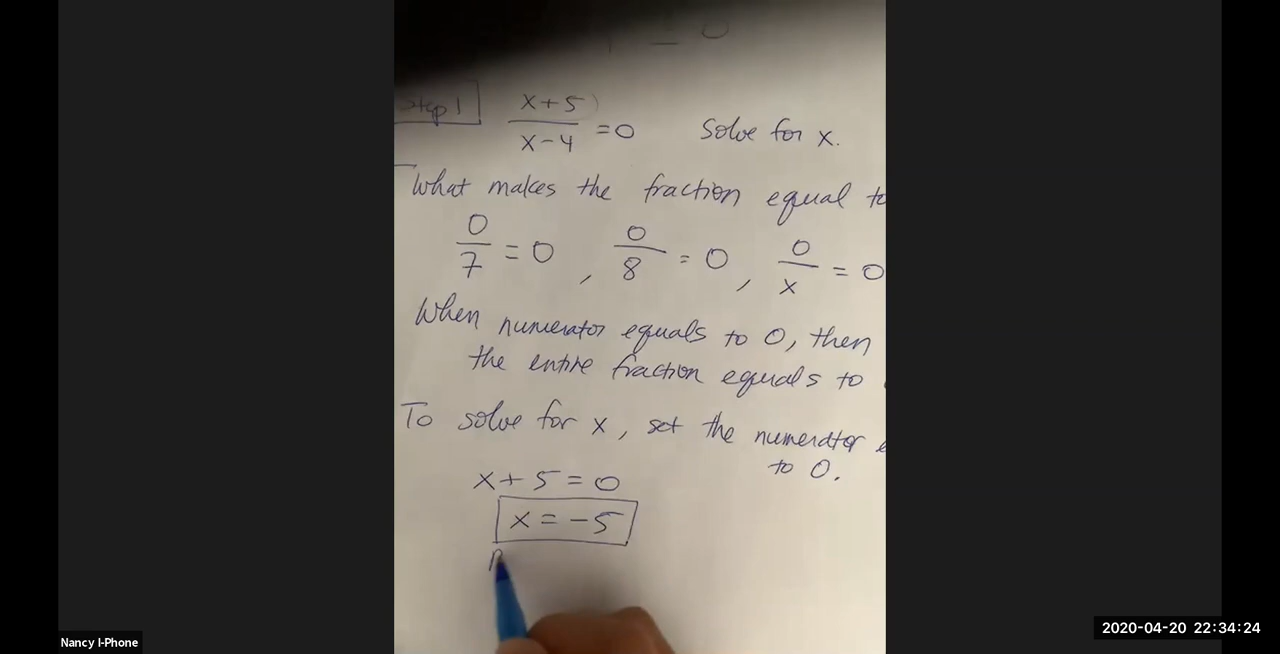 0
Step 1
x+5
x-4
=0
Solve for x.
What makes the fraction equal to
0/7 = 0 , 0/8 = 0 , 0/x = 0
When numerator equals to 0, then
the entire fraction equals to
To solve for x, set the numerator
to 0.
x+5=0
x=-5
Nancy I-Phone
2020-04-20 22:34:24